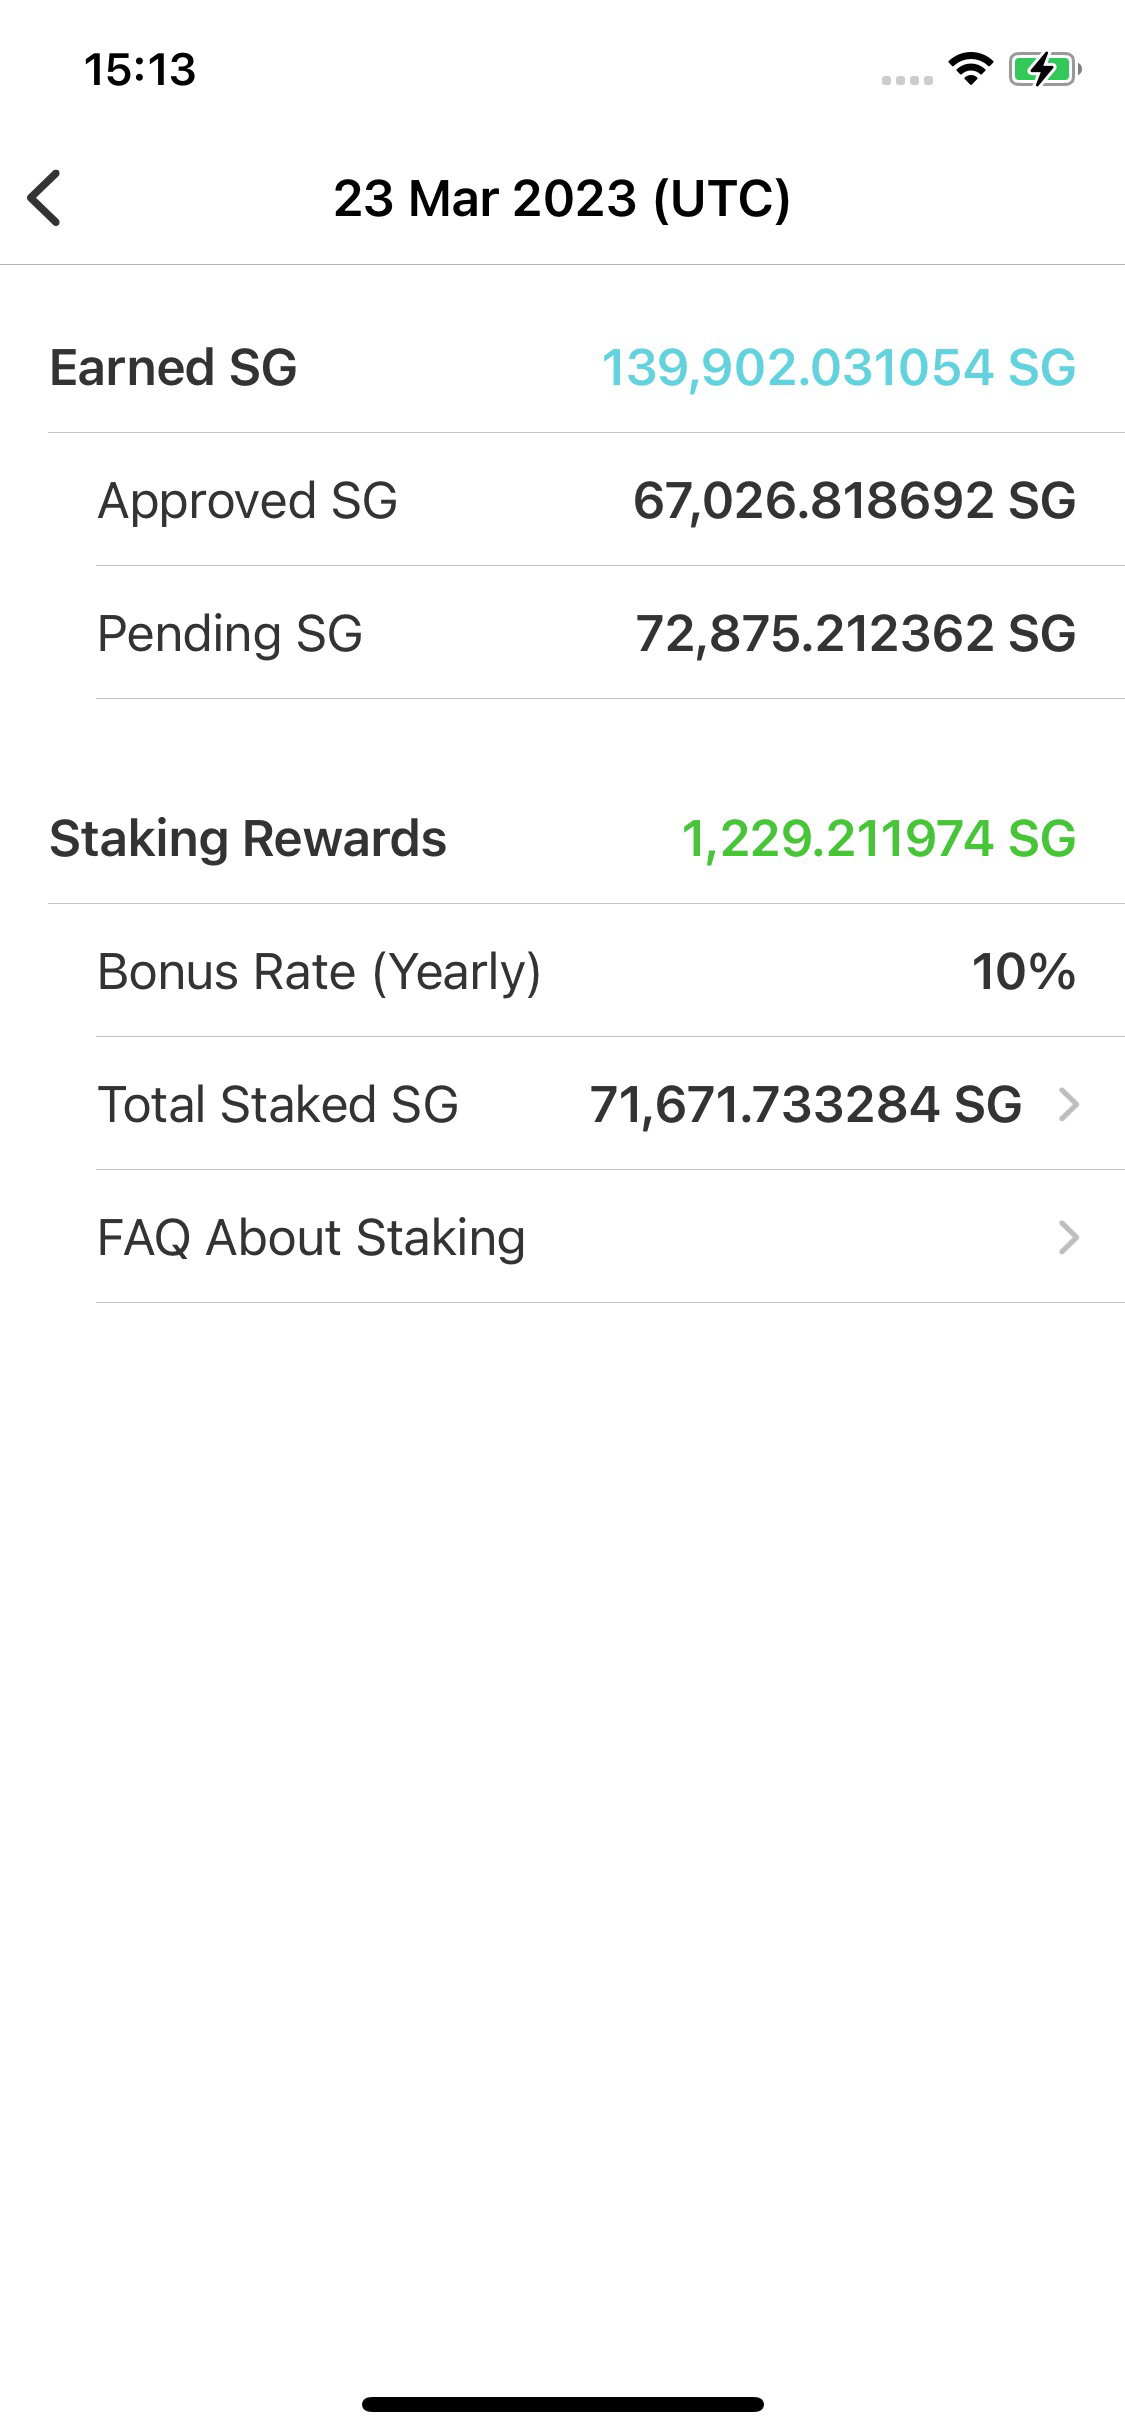 15:13
23 Mar 2023 (UTC)
Earned SG 139,902.031054 SG
Approved SG 67,026.818692 SG
Pending SG 72,875.212362 SG
Staking Rewards 1,229.211974 SG
Bonus Rate (Yearly) 10%
Total Staked SG 71,671.733284 SG
FAQ About Staking